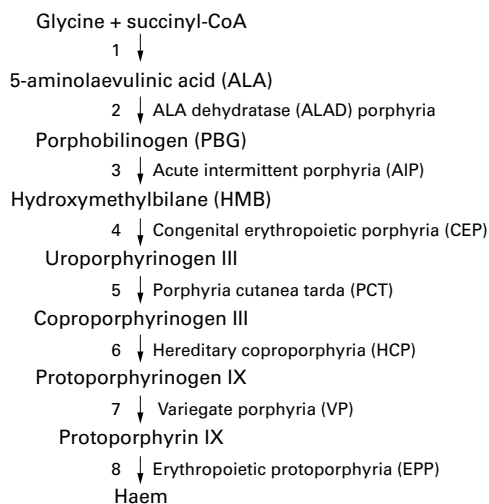 Glycine + succinyl-CoA
1
5-aminolaevulinic acid (ALA)
2 ALA dehydratase (ALAD) porphyria
Porphobilinogen (PBG)
3 Acute intermittent porphyria (AIP)
Hydroxymethylbilane (HMB)
4 Congenital erythropoietic porphyria (CEP)
Uroporphyrinogen III
5 Porphyria cutanea tarda (PCT)
Coproporphyrinogen III
6 Hereditary coproporphyria (HCP)
Protoporphyrinogen IX
7 Variegate porphyria (VP)
Protoporphyrin IX
8 Erythropoietic protoporphyria (EPP)
Haem